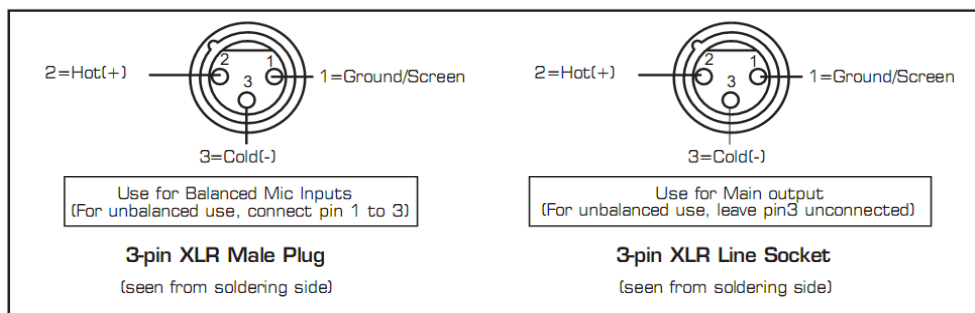 2=Hot(+)
2
1
3
1=Ground/Screen
3=Cold(-)
Use for Balanced Mic Inputs
(For unbalanced use, connect pin 1 to 3)
3-pin XLR Male Plug
(seen from soldering side)
2=Hot(+)
2
1
3
1=Ground/Screen
3=Cold(-)
Use for Main output
(For unbalanced use, leave pin3 unconnected)
3-pin XLR Line Socket
(seen from soldering side)